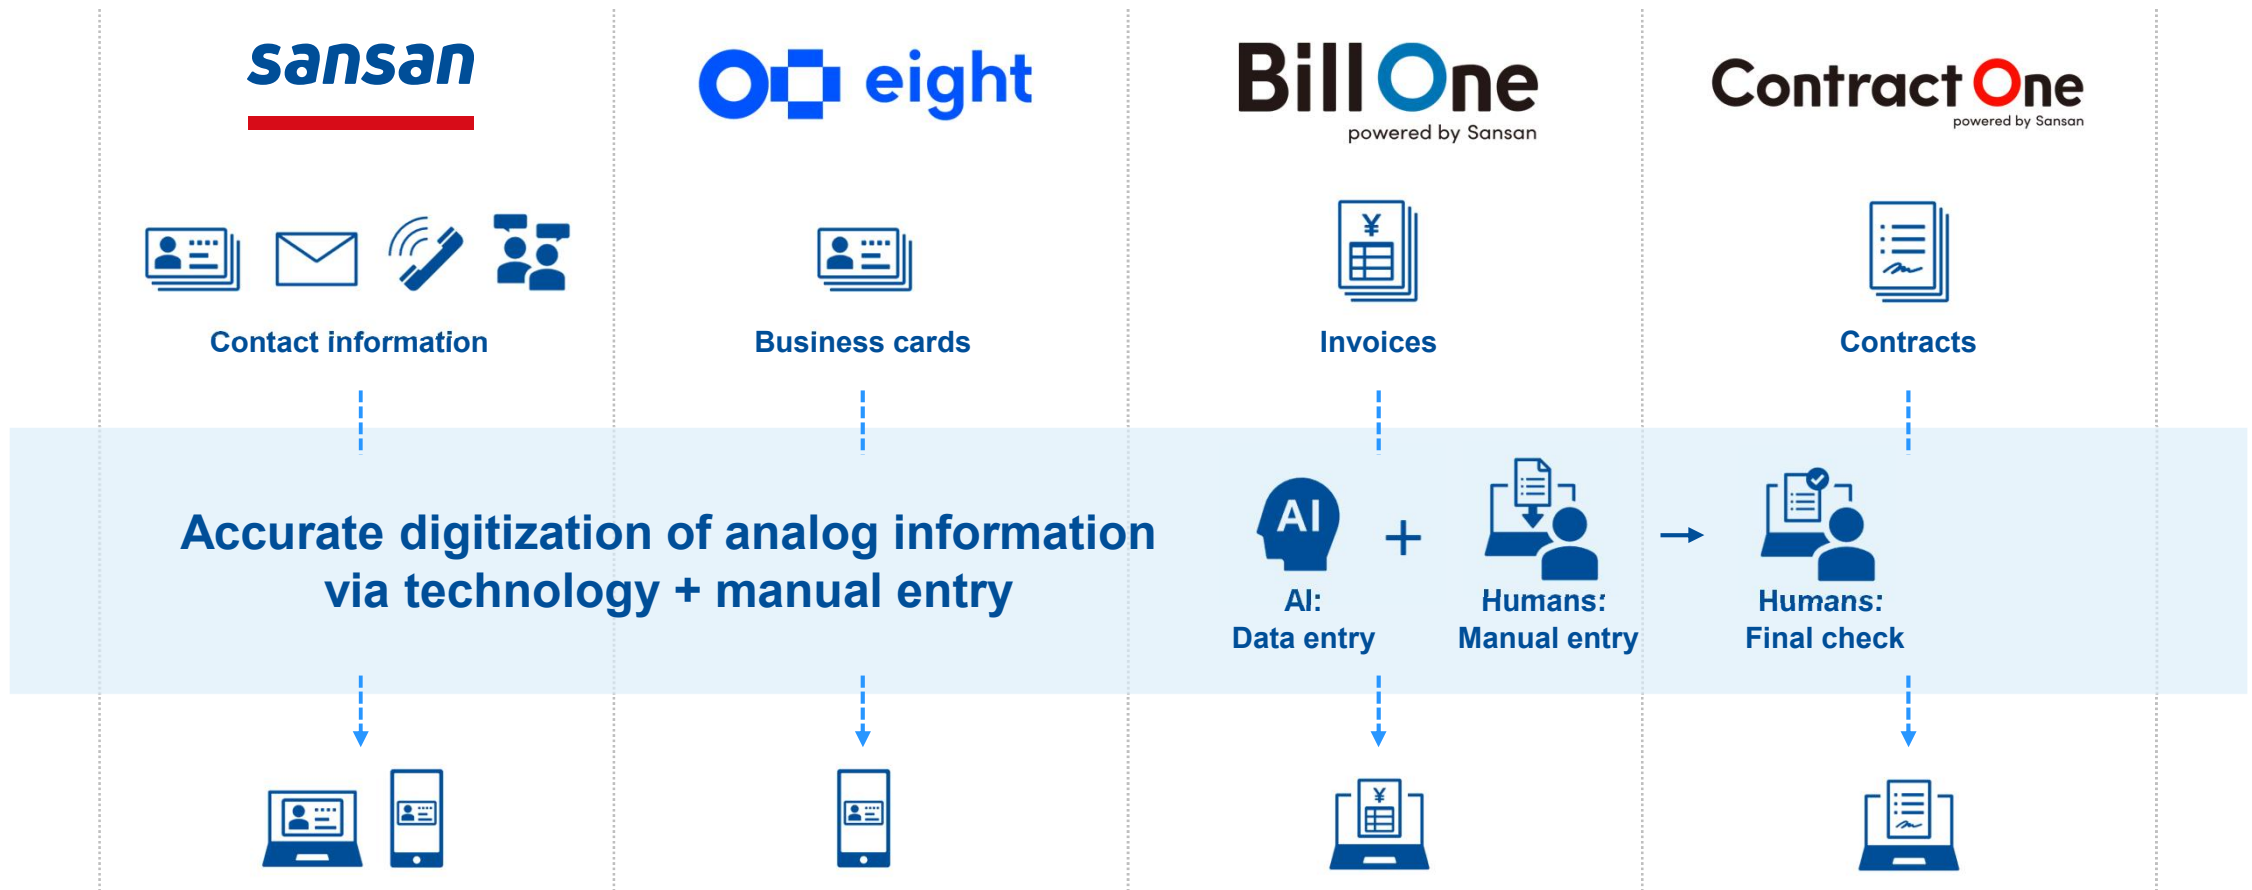 sansan
eight
Bill One
powered by Sansan
Contract One
powered by Sansan
¥
Contact information
Business cards
Invoices
Contracts
Accurate digitization of analog information
via technology + manual entry
AI
+
AI:
Data entry
Humans:
Manual entry
Humans:
Final check
¥